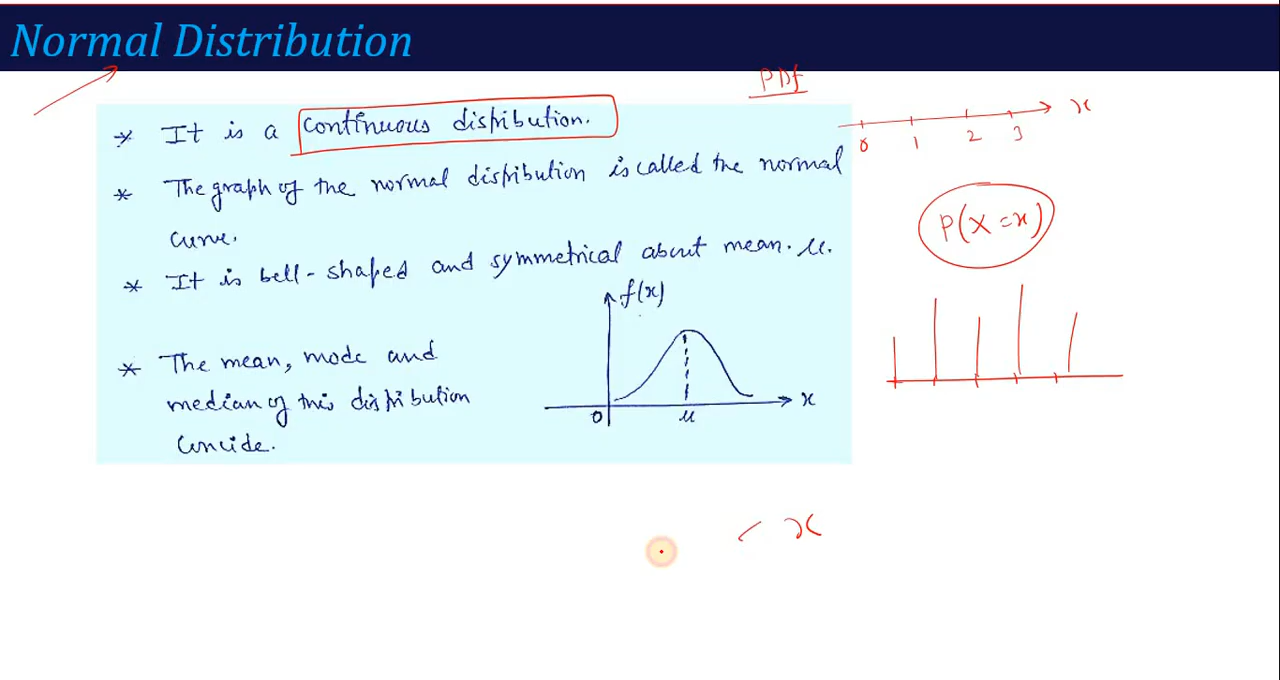 Normal Distribution
PDf
* It is a continuous distribution.
* The graph of the normal distribution is called the normal
curve.
* It is bell-shaped and symmetrical about mean. μ.
* The mean, mode and
median of this distribution
concide.
f(x)
0 μ x
0 1 2 3 x
P(X=x)
< x